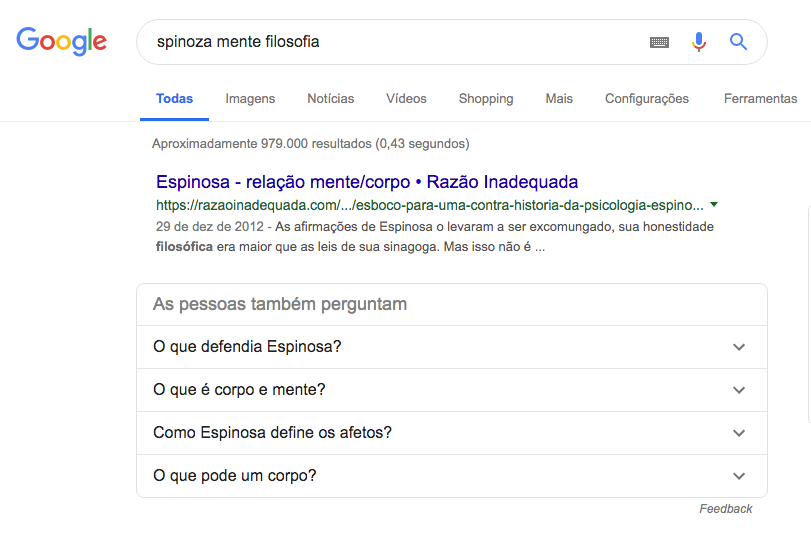 Google
spinoza mente filosofia
Todas Imagens Notícias Vídeos Shopping Mais Configurações Ferramentas
Aproximadamente 979.000 resultados (0,43 segundos)
Espinosa - relação mente/corpo • Razão Inadequada
https://razaoinadequada.com/.../esboco-para-uma-contra-historia-da-psicologia-espino...
29 de dez de 2012 - As afirmações de Espinosa o levaram a ser excomungado, sua honestidade
filosófica era maior que as leis de sua sinagoga. Mas isso não é ...
As pessoas também perguntam
O que defendia Espinosa?
O que é corpo e mente?
Como Espinosa define os afetos?
O que pode um corpo?
Feedback